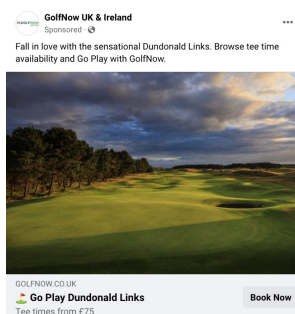 GolfNow UK & Ireland
Sponsored ·
Fall in love with the sensational Dundonald Links. Browse tee time
availability and Go Play with GolfNow.
GOLFNOW.CO.UK
Go Play Dundonald Links
Book Now
Tee times from £75